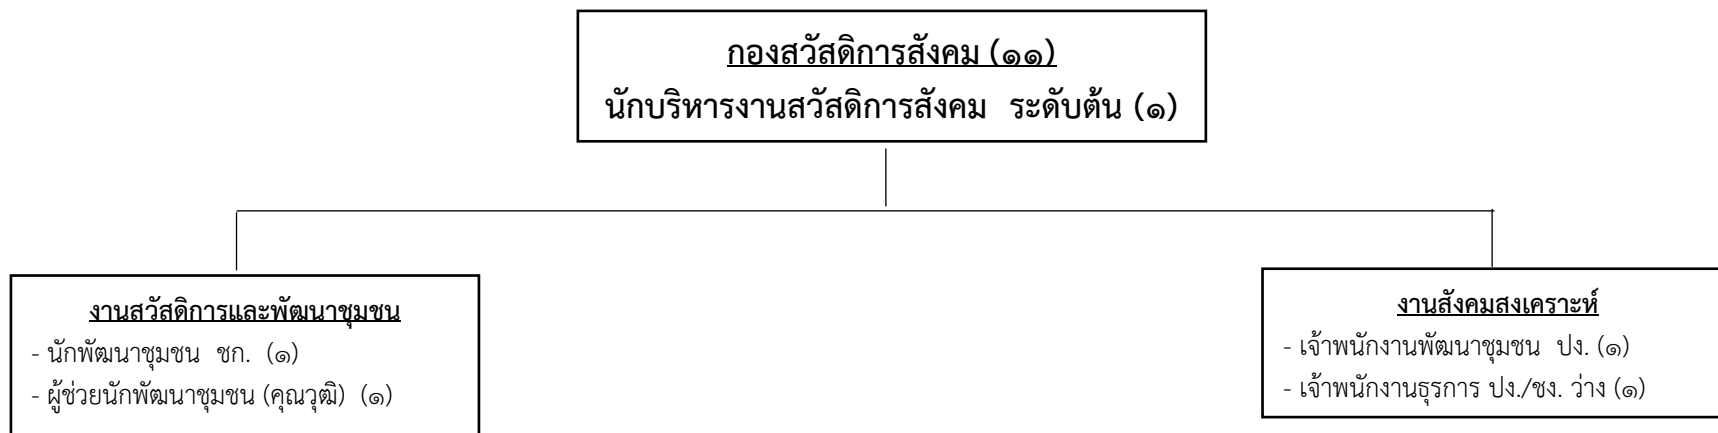 กองสวัสดิการสังคม (๑๑)
นักบริหารงานสวัสดิการสังคม ระดับต้น (๑)
งานสวัสดิการและพัฒนาชุมชน
- นักพัฒนาชุมชน ชก. (๑)
- ผู้ช่วยนักพัฒนาชุมชน (คุณวุฒิ) (๑)
งานสังคมสงเคราะห์
- เจ้าพนักงานพัฒนาชุมชน ปง. (๑)
- เจ้าพนักงานธุรการ ปง./ชง. ว่าง (๑)